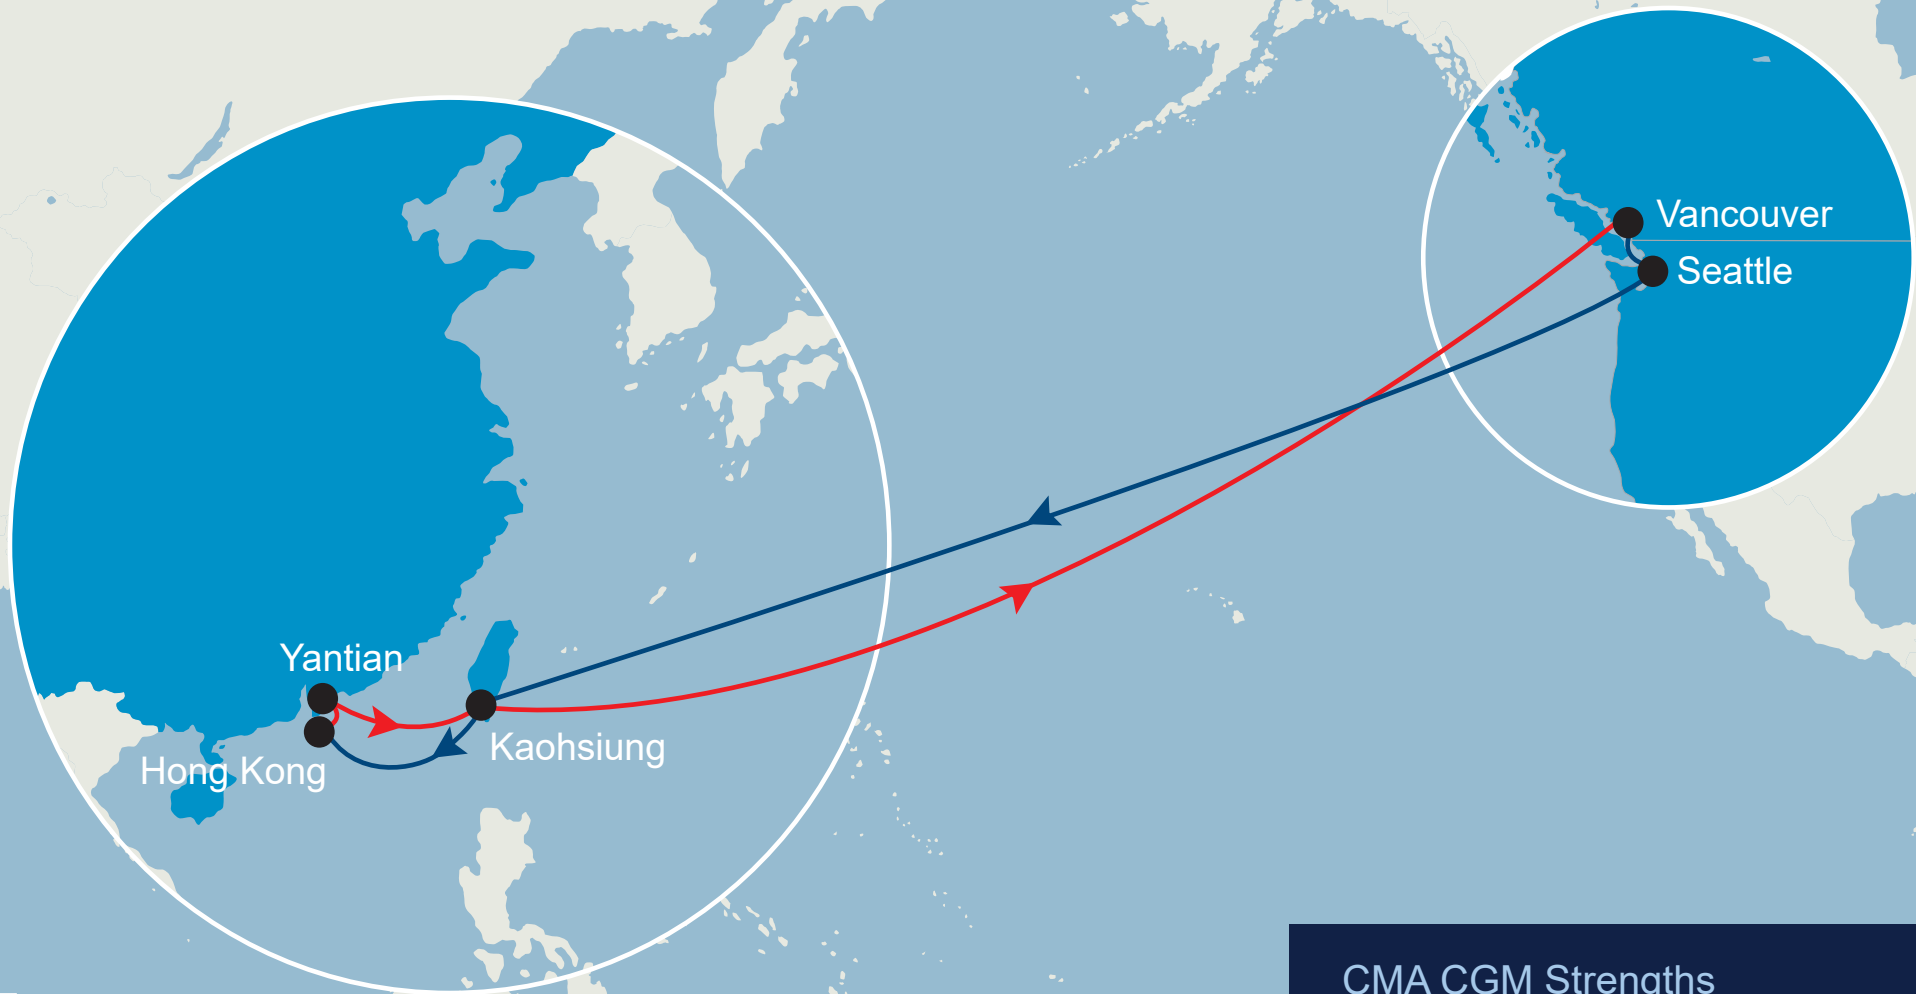 Vancouver
Seattle
Yantian
Kaohsiung
Hong Kong
CMA CGM Strengths